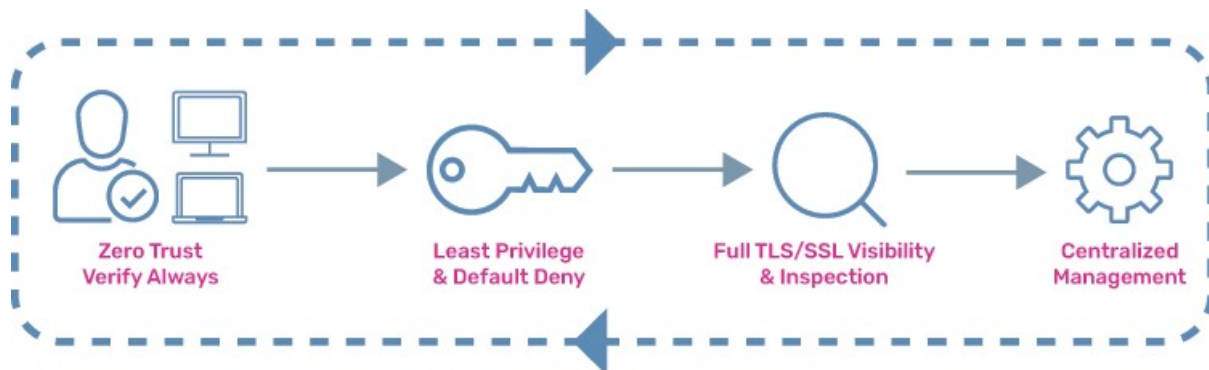 Zero Trust
Verify Always
Least Privilege
& Default Deny
Full TLS/SSL Visibility
& Inspection
Centralized
Management